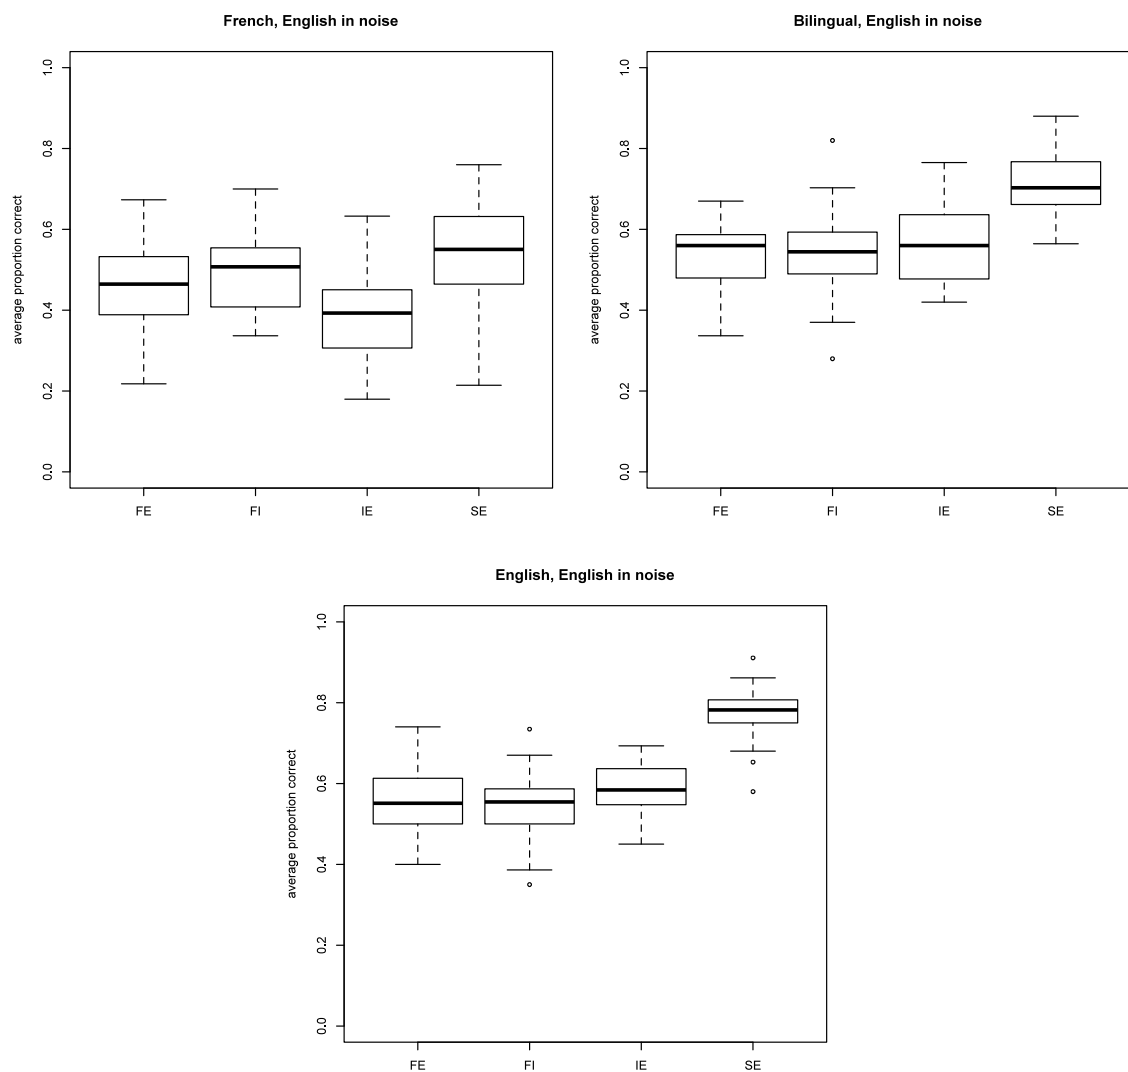 French, English in noise
average proportion correct
1.0
0.8
0.6
0.4
0.2
0.0
FE FI IE SE
Bilingual, English in noise
average proportion correct
1.0
0.8
0.6
0.4
0.2
0.0
FE FI IE SE
English, English in noise
average proportion correct
1.0
0.8
0.6
0.4
0.2
0.0
FE FI IE SE